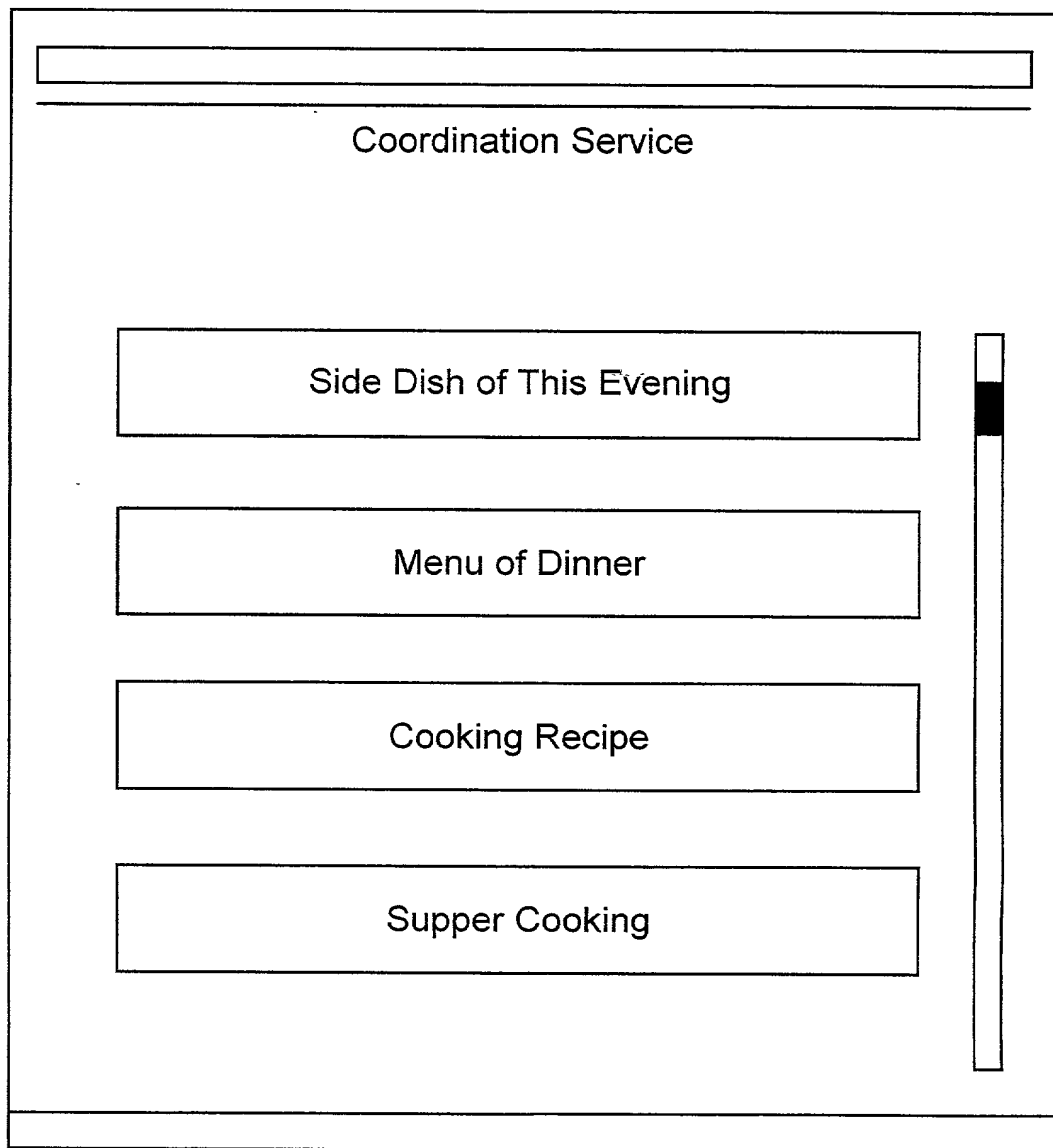 Coordination Service
Side Dish of This Evening
Menu of Dinner
Cooking Recipe
Supper Cooking